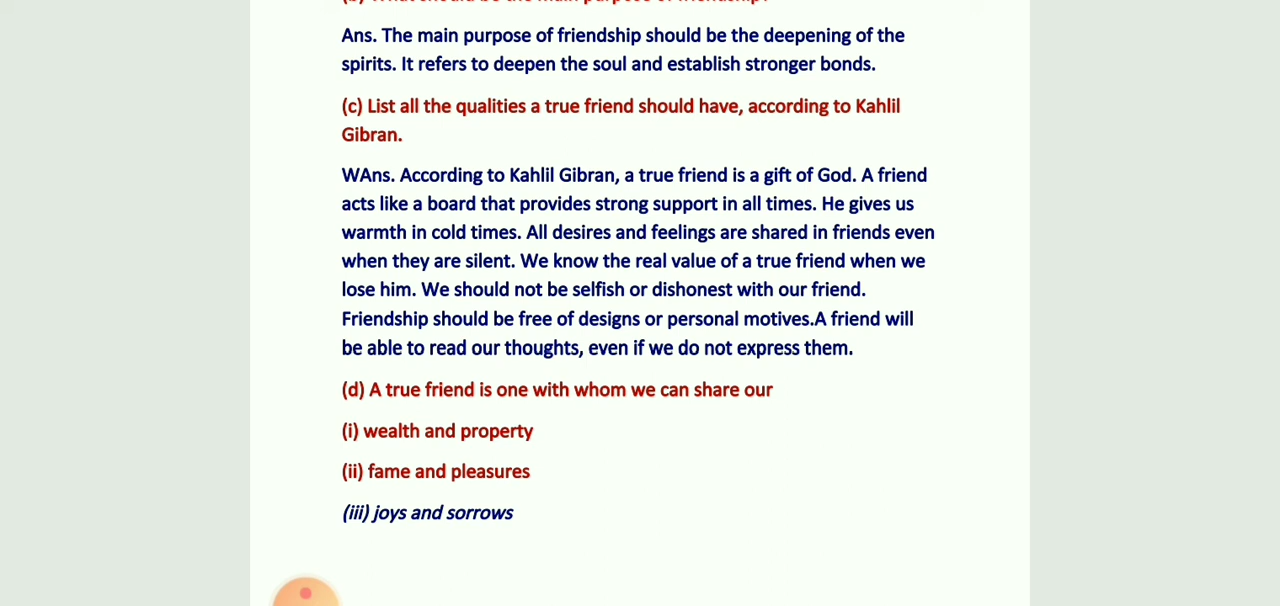 Ans. The main purpose of friendship should be the deepening of the
spirits. It refers to deepen the soul and establish stronger bonds.
(c) List all the qualities a true friend should have, according to Kahlil
Gibran.
WAns. According to Kahlil Gibran, a true friend is a gift of God. A friend
acts like a board that provides strong support in all times. He gives us
warmth in cold times. All desires and feelings are shared in friends even
when they are silent. We know the real value of a true friend when we
lose him. We should not be selfish or dishonest with our friend.
Friendship should be free of designs or personal motives.A friend will
be able to read our thoughts, even if we do not express them.
(d) A true friend is one with whom we can share our
(i) wealth and property
(ii) fame and pleasures
(iii) joys and sorrows